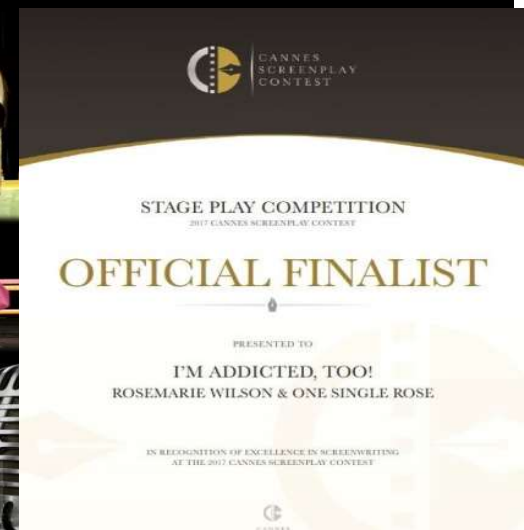 CANNES
SCREENPLAY
CONTEST
STAGE PLAY COMPETITION
2017 CANNES SCREENPLAY CONTEST
OFFICIAL FINALIST
PRESENTED TO
I'M ADDICTED, TOO!
ROSEMARIE WILSON & ONE SINGLE ROSE
IN RECOGNITION OF EXCELLENCE IN SCREENWRITING
AT THE 2017 CANNES SCREENPLAY CONTEST
CANNES